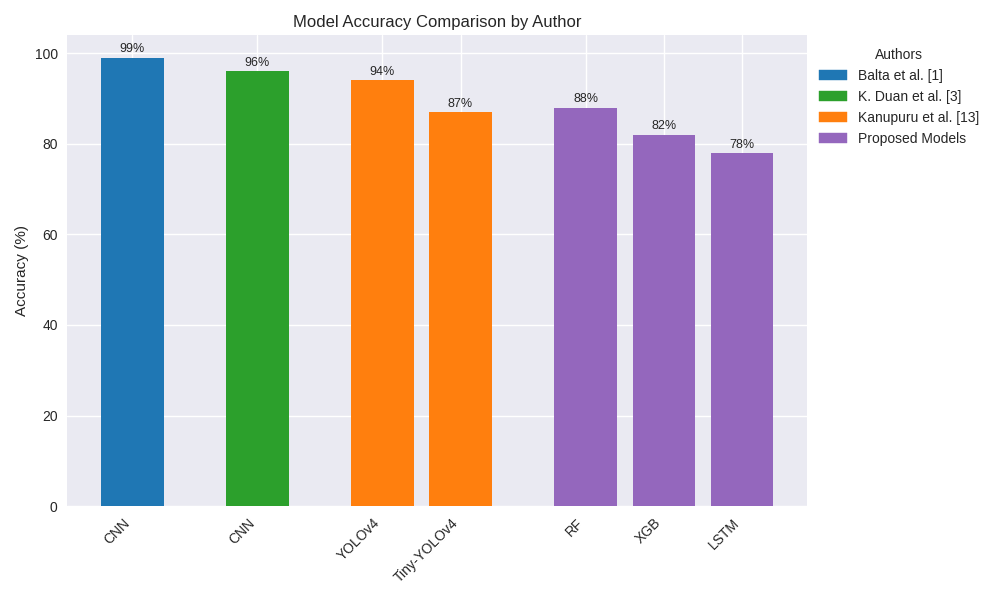 Model Accuracy Comparison by Author
Authors
Balta et al. [1]
K. Duan et al. [3]
Kanupuru et al. [13]
Proposed Models
Accuracy (%)
100
80
60
40
20
0
99%
96%
94%
87%
88%
82%
78%
CNN
CNN
YOLOv4
Tiny-YOLOv4
RF
XGB
LSTM